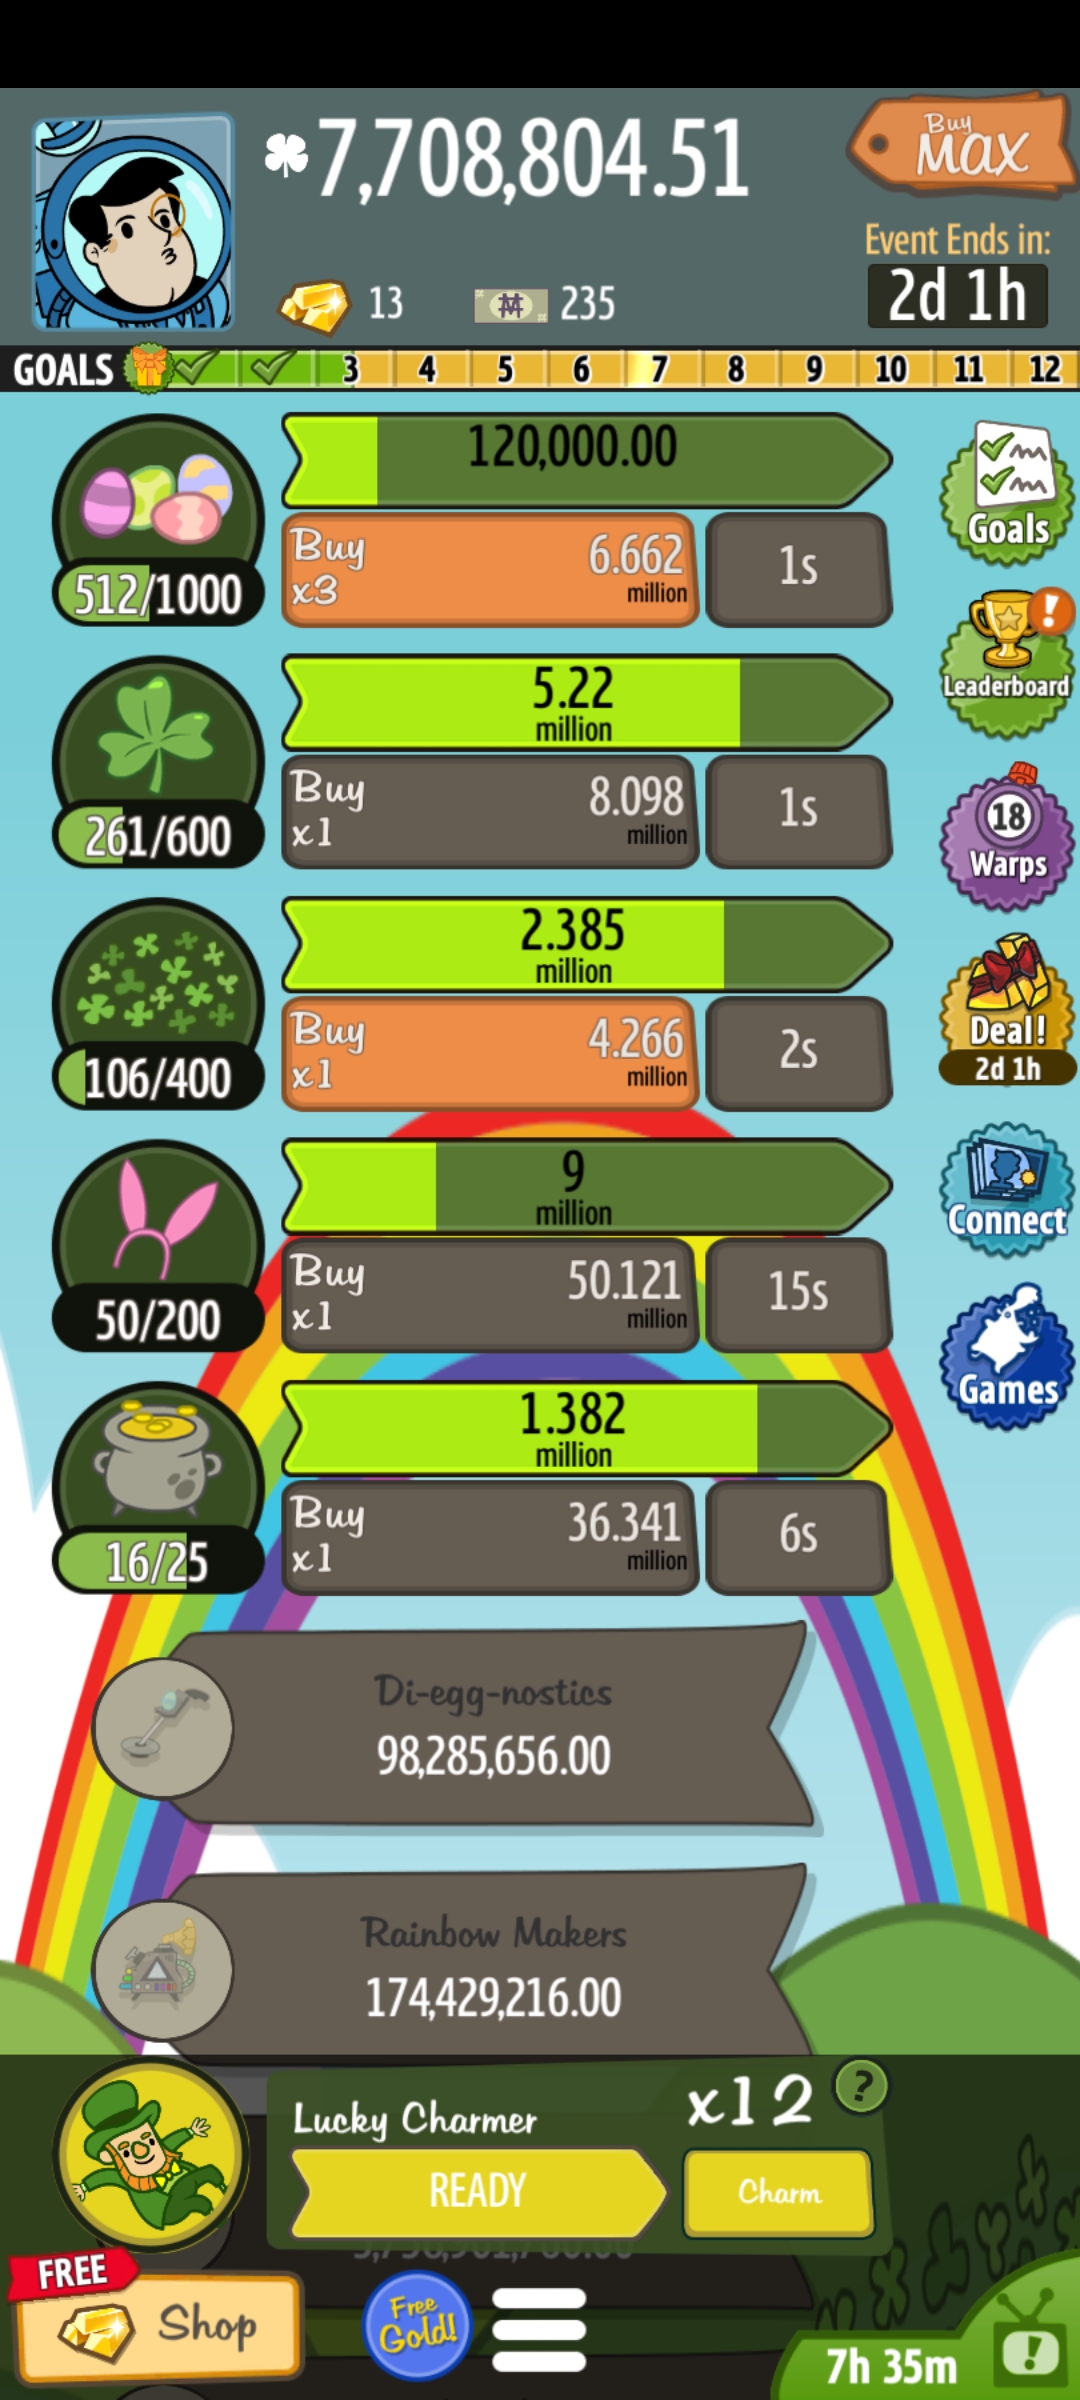 7,708,804.51
Buy
MAX
Event Ends in:
2d 1h
13
235
GOALS 3 4 5 6 7 8 9 10 11 12
120,000.00
Buy
x3
6.662
million
1s
512/1000
Goals
5.22
million
Buy
x1
8.098
million
1s
261/600
Leaderboard
2.385
million
Buy
x1
4.266
million
2s
106/400
18
Warps
Deal!
2d 1h
9
million
Buy
x1
50.121
million
15s
50/200
Connect
1.382
million
Buy
x1
36.341
million
6s
16/25
Games
Di-egg-nostics
98,285,656.00
Rainbow Makers
174,429,216.00
Lucky Charmer
x12
?
READY
Charm
FREE
Shop
Free
Gold!
7h 35m